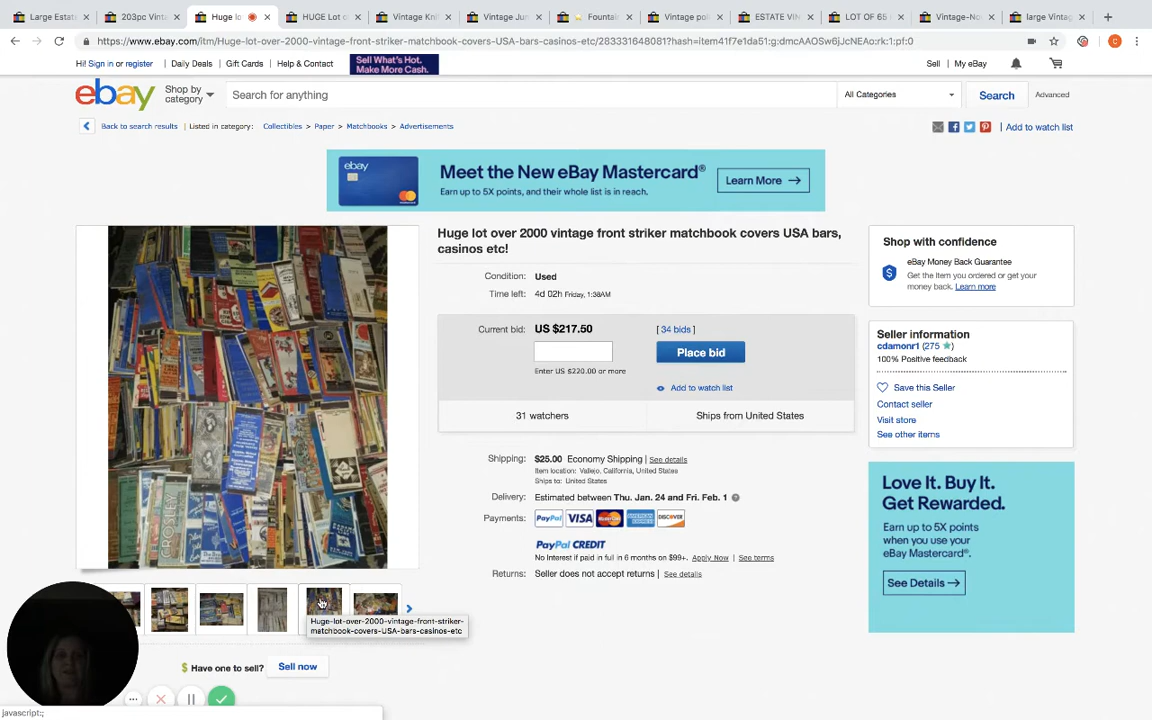 Large Estate
203pc Vinta
Huge lo
HUGE Lot o
Vintage Kni
Vintage Jun
Fountai
Vintage pol
ESTATE VIN
LOT OF 65
Vintage-No
large Vintag
https://www.ebay.com/itm/Huge-lot-over-2000-vintage-front-striker-matchbook-covers-USA-bars-casinos-etc/283331648081?hash=item41f7e1da51:g:dmcAAOSw6jJcNEAo:rk:1:pf:0
Hi! Sign in or register
Daily Deals
Gift Cards
Help & Contact
Sell What's Hot.
Make More Cash.
Sell
My eBay
ebay
Shop by
category
Search for anything
All Categories
Search
Advanced
Back to search results
Listed in category:
Collectibles > Paper > Matchbooks > Advertisements
Add to watch list
ebay
Meet the New eBay Mastercard®
Earn up to 5X points, and their whole list is in reach.
Learn More →
Huge lot over 2000 vintage front striker matchbook covers USA bars,
casinos etc!
Condition: Used
Time left: 4d 02h Friday, 1:38AM
Current bid: US $217.50 [ 34 bids ]
Place bid
Enter US $220.00 or more
Add to watch list
31 watchers
Ships from United States
Shipping: $25.00 Economy Shipping | See details
Item location: Vallejo, California, United States
Ships to: United States
Delivery: Estimated between Thu. Jan. 24 and Fri. Feb. 1
Payments: PayPal VISA MasterCard AMERICAN EXPRESS DISCOVER
PayPal CREDIT
No Interest if paid in full in 6 months on $99+. Apply Now | See terms
Returns: Seller does not accept returns | See details
Shop with confidence
eBay Money Back Guarantee
Get the item you ordered or get your
money back. Learn more
Seller information
cdamonr1 (275 )
100% Positive feedback
Save this Seller
Contact seller
Visit store
See other items
Love it. Buy It.
Get Rewarded.
Earn up to 5X points
when you use your
eBay Mastercard®.
See Details →
CROSLEY
Huge-lot-over-2000-vintage-front-striker-
matchbook-covers-USA-bars-casinos-etc
Have one to sell?
Sell now
javascript:;